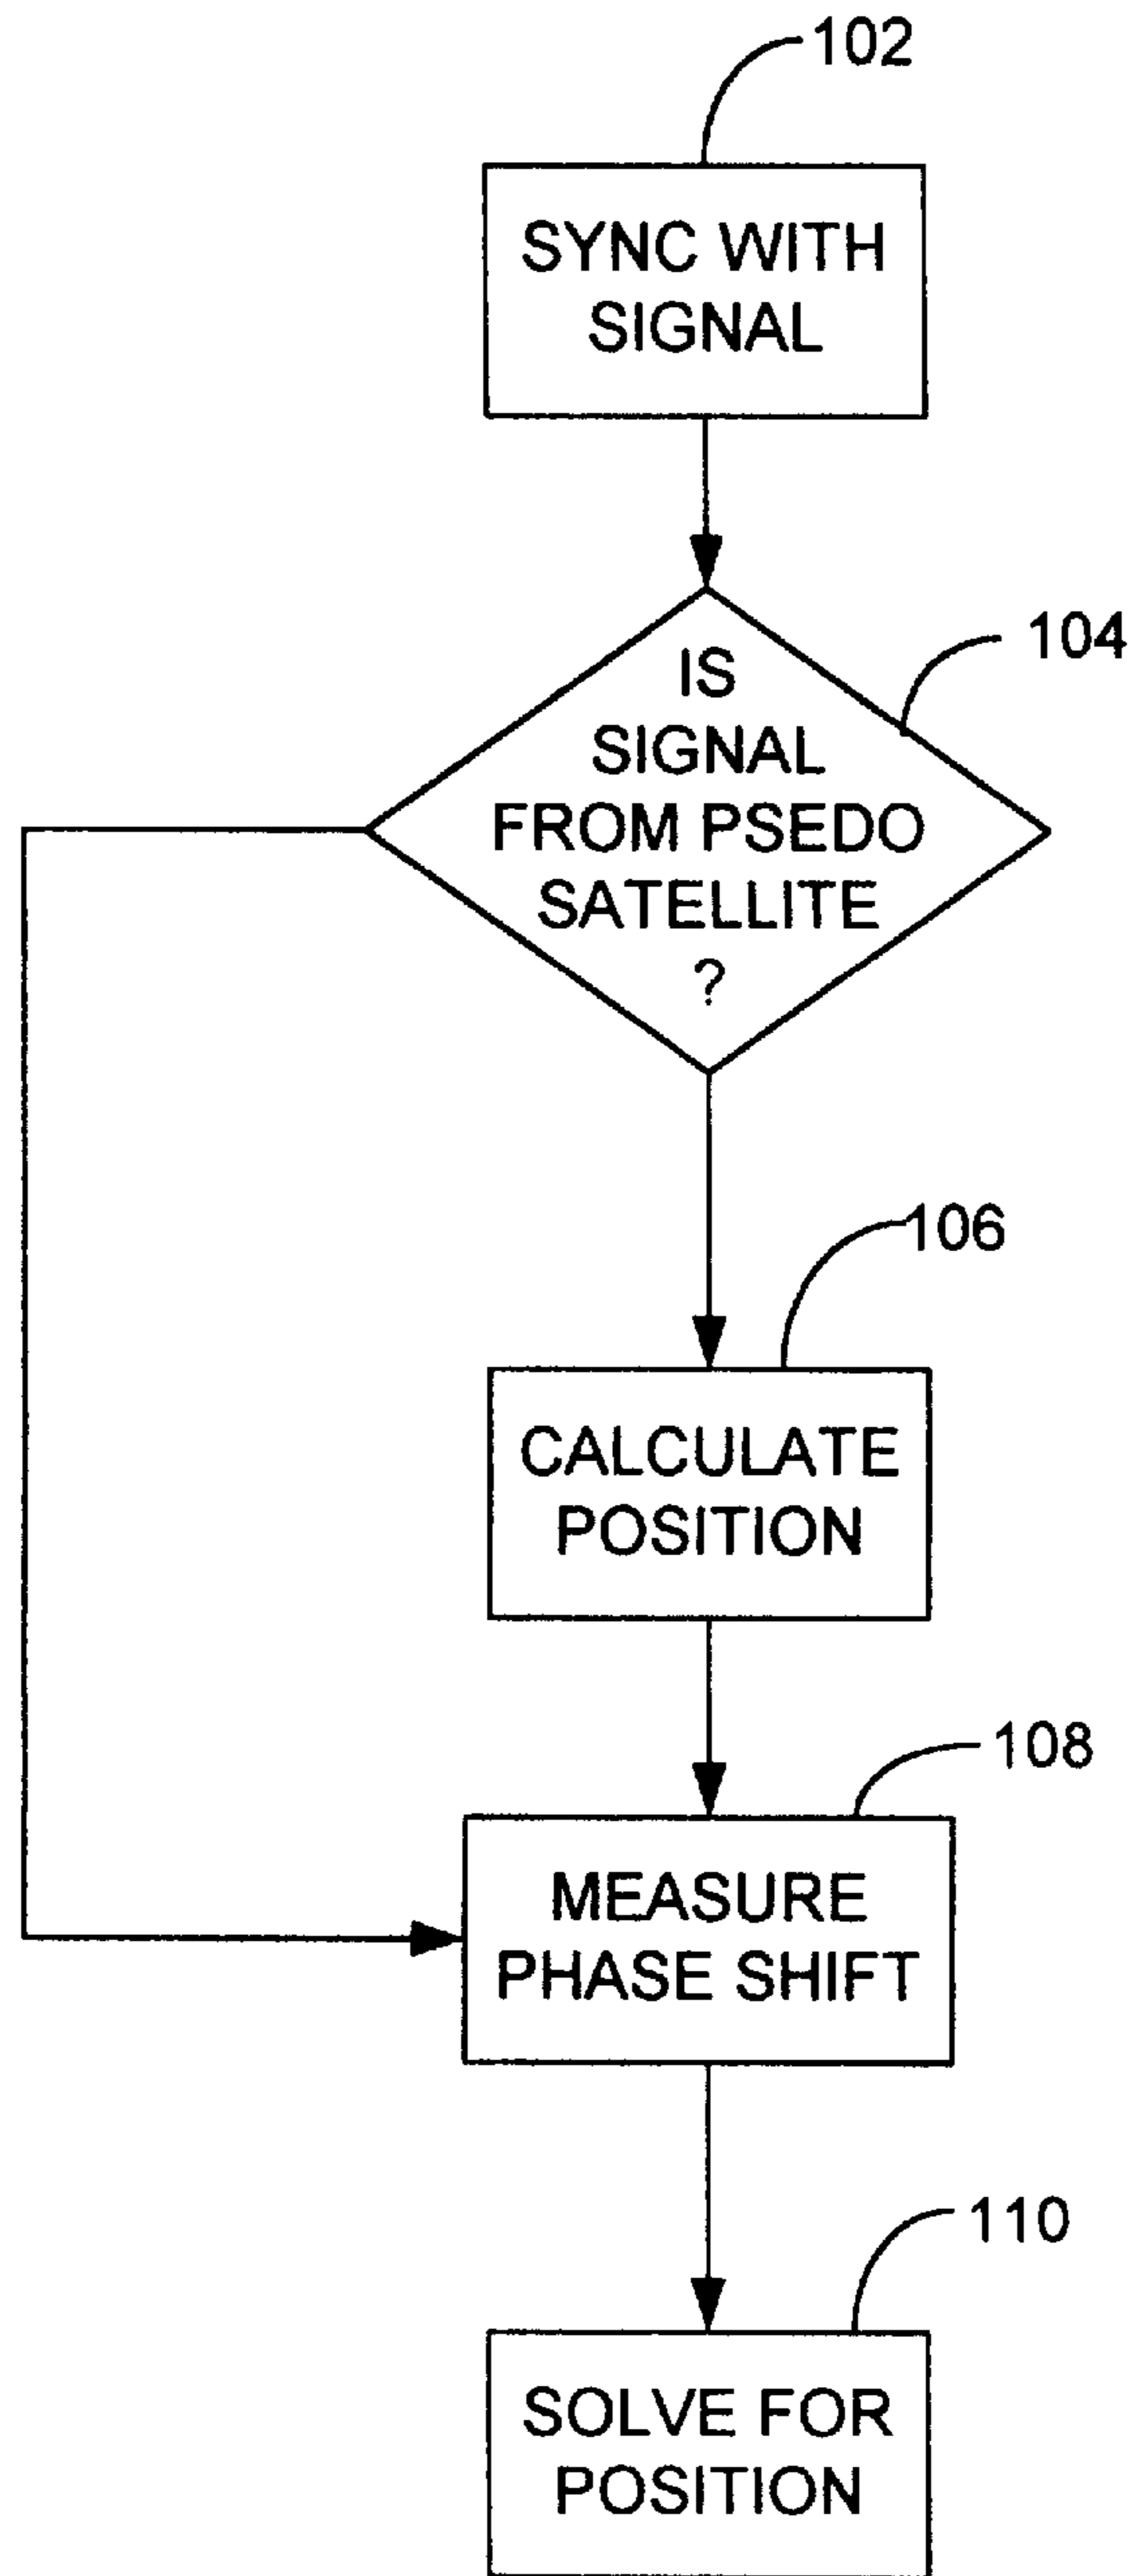 102
SYNC WITH
SIGNAL
104
IS
SIGNAL
FROM PSEDO
SATELLITE
?
106
CALCULATE
POSITION
108
MEASURE
PHASE SHIFT
110
SOLVE FOR
POSITION